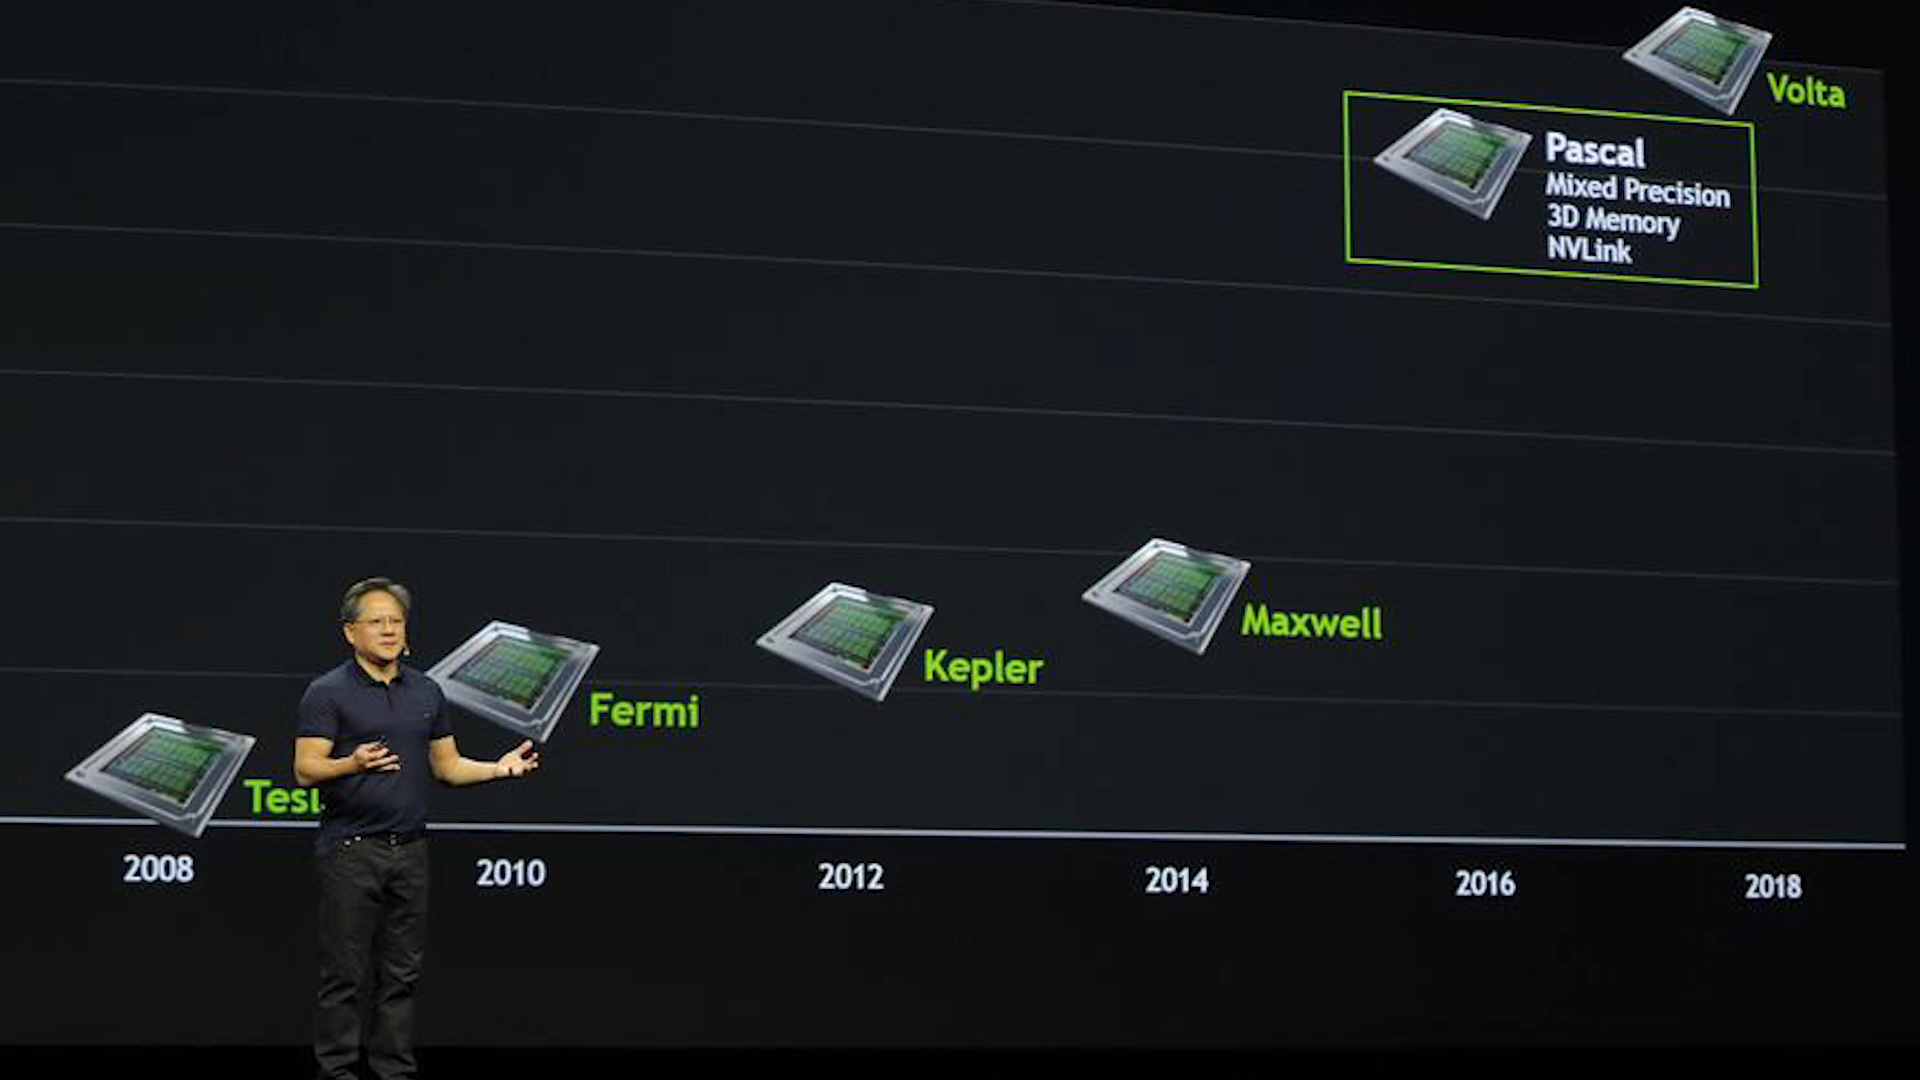 Volta
Pascal
Mixed Precision
3D Memory
NVLink
Maxwell
Kepler
Fermi
2008
2010
2012
2014
2016
2018